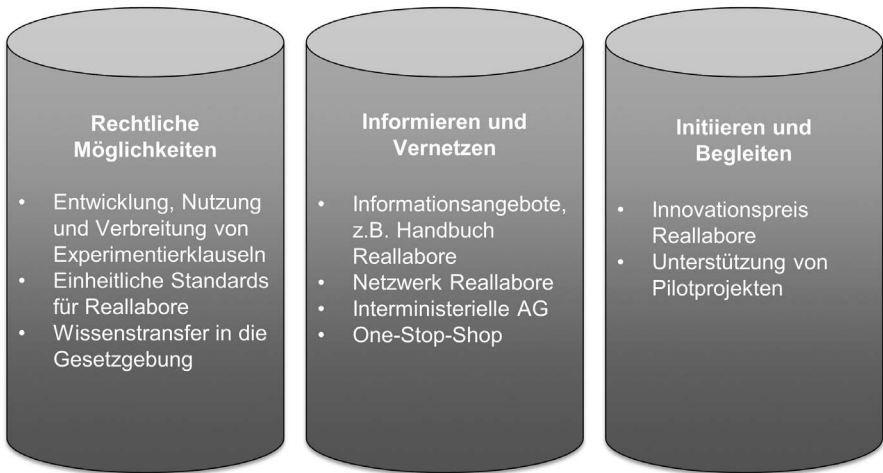 Rechtliche
Möglichkeiten
• Entwicklung, Nutzung
und Verbreitung von
Experimentierklauseln
• Einheitliche Standards
für Reallabore
• Wissenstransfer in die
Gesetzgebung
Informieren und
Vernetzen
• Informationsangebote,
z.B. Handbuch
Reallabore
• Netzwerk Reallabore
• Interministerielle AG
• One-Stop-Shop
Initiieren und
Begleiten
• Innovationspreis
Reallabore
• Unterstützung von
Pilotprojekten